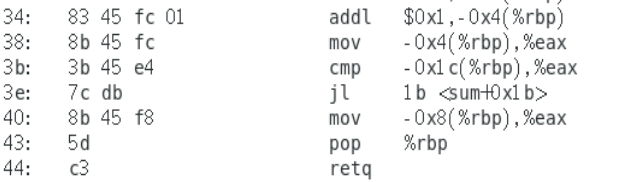 34: 83 45 fc 01 addl $0x1,-0x4(%rbp)
38: 8b 45 fc mov -0x4(%rbp),%eax
3b: 3b 45 e4 cmp -0x1c(%rbp),%eax
3e: 7c db jl 1b <sum+0x1b>
40: 8b 45 f8 mov -0x8(%rbp),%eax
43: 5d pop %rbp
44: c3 retq